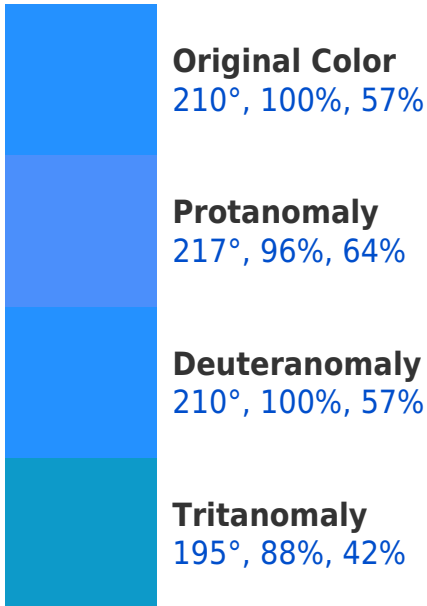 Original Color
210°, 100%, 57%
Protanomaly
217°, 96%, 64%
Deuteranomaly
210°, 100%, 57%
Tritanomaly
195°, 88%, 42%